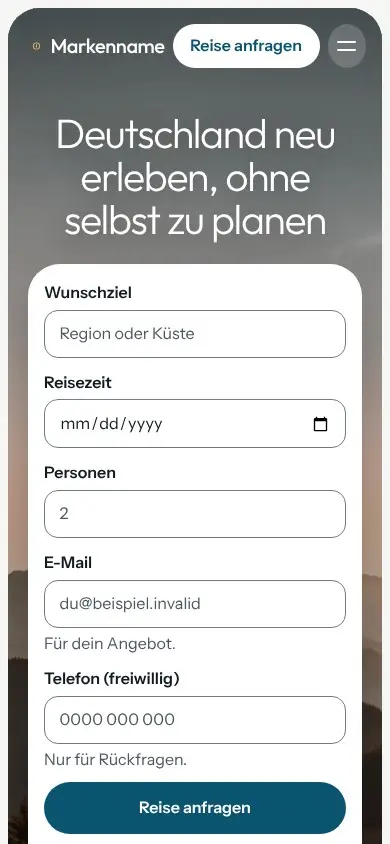 Markenname
Reise anfragen
Deutschland neu
erleben, ohne
selbst zu planen
Wunschziel
Region oder Küste
Reisezeit
mm/dd/yyyy
Personen
2
E-Mail
du@beispiel.invalid
Für dein Angebot.
Telefon (freiwillig)
0000 000 000
Nur für Rückfragen.
Reise anfragen